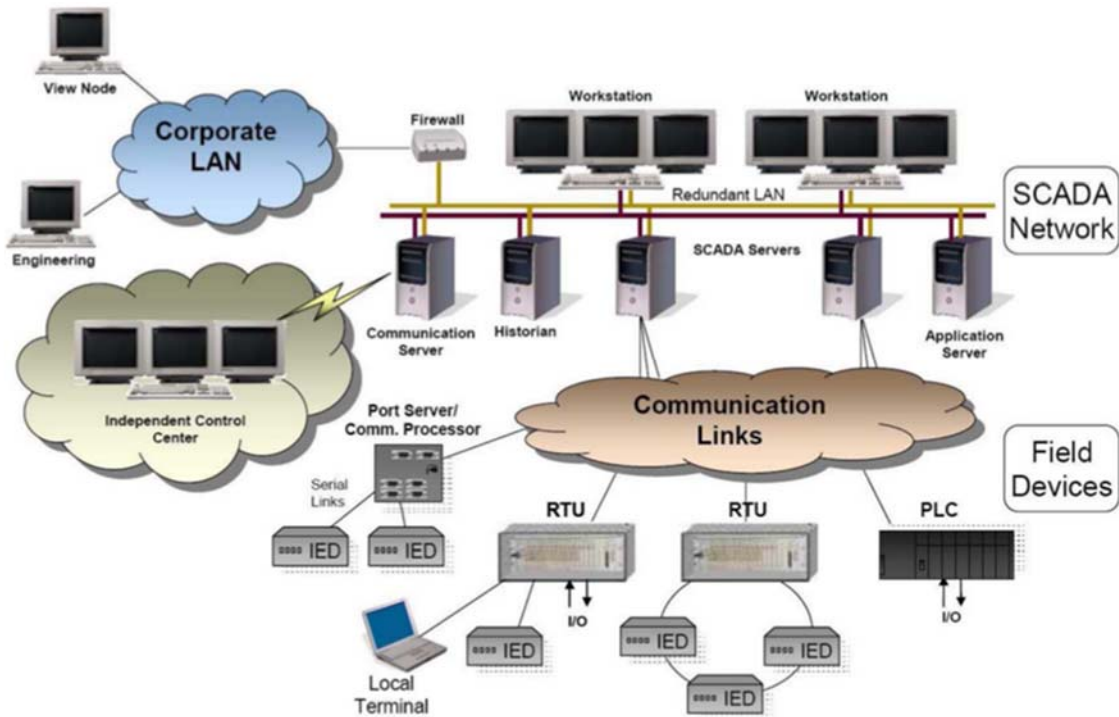 View Node
Corporate
LAN
Engineering
Firewall
Workstation
Workstation
Redundant LAN
SCADA
Network
SCADA Servers
Communication
Server
Historian
Application
Server
Independent Control
Center
Communication
Links
Port Server/
Comm. Processor
Serial
Links
Field
Devices
RTU
RTU
PLC
IED
IED
I/O
I/O
IED
IED
IED
IED
Local
Terminal